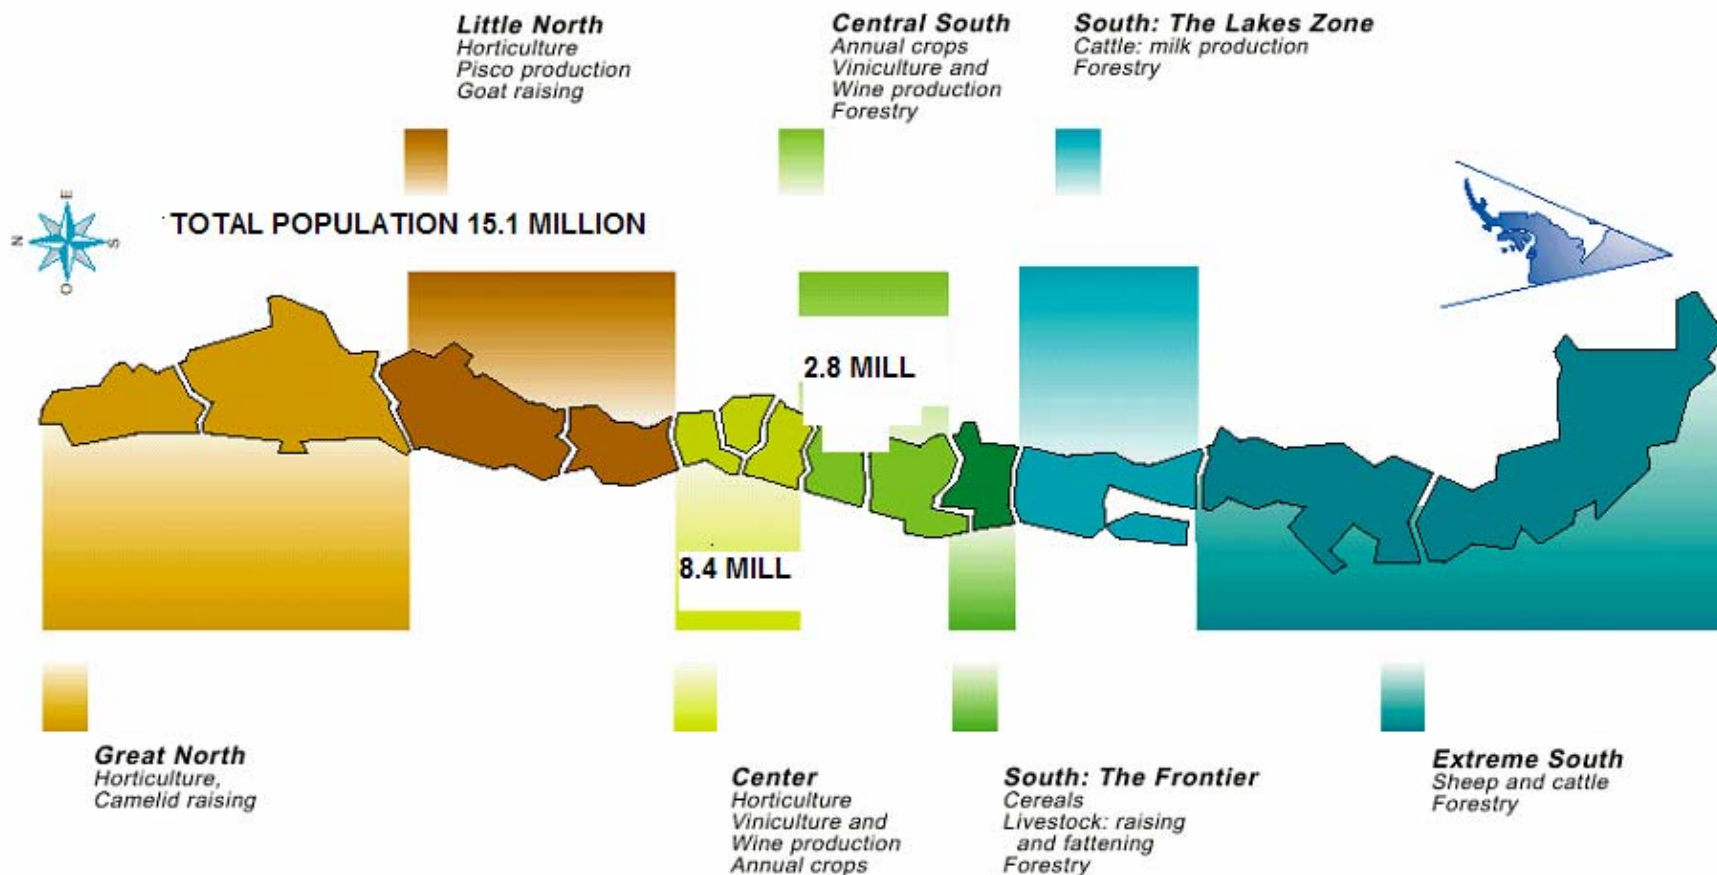 Little North
Horticulture
Pisco production
Goat raising
Central South
Annual crops
Viniculture and
Wine production
Forestry
South: The Lakes Zone
Cattle: milk production
Forestry
E
N
S
O
TOTAL POPULATION 15.1 MILLION
2.8 MILL
8.4 MILL
Great North
Horticulture,
Camelid raising
Center
Horticulture
Viniculture and
Wine production
Annual crops
South: The Frontier
Cereals
Livestock: raising
and fattening
Forestry
Extreme South
Sheep and cattle
Forestry